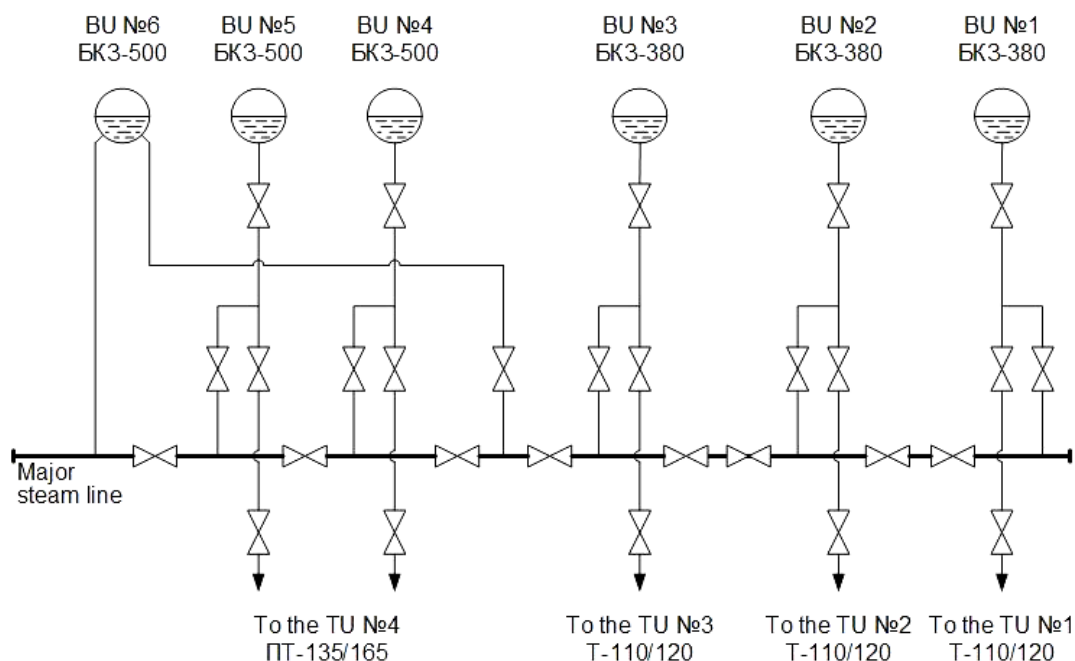 BU №6
БКЗ-500
BU №5
БКЗ-500
BU №4
БКЗ-500
BU №3
БКЗ-380
BU №2
БКЗ-380
BU №1
БКЗ-380
Major
steam line
To the TU №4
ПТ-135/165
To the TU №3
Т-110/120
To the TU №2
Т-110/120
To the TU №1
Т-110/120